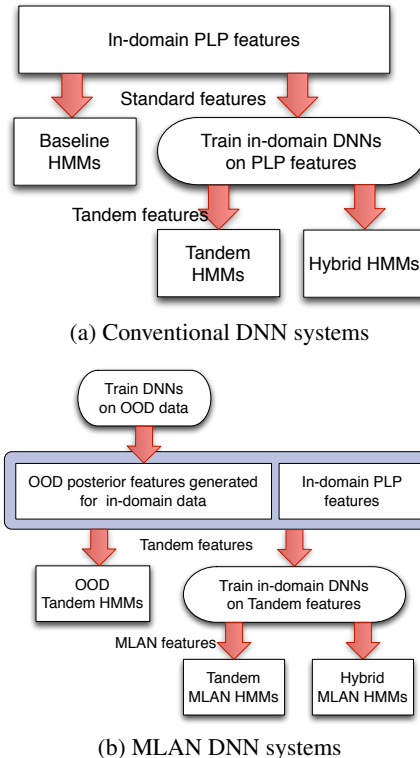 In-domain PLP features
Standard features
Baseline
HMMs
Train in-domain DNNs
on PLP features
Tandem features
Tandem
HMMs
Hybrid HMMs
(a) Conventional DNN systems
Train DNNs
on OOD data
OOD posterior features generated
for in-domain data
In-domain PLP
features
Tandem features
OOD
Tandem HMMs
Train in-domain DNNs
on Tandem features
MLAN features
Tandem
MLAN HMMs
Hybrid
MLAN HMMs
(b) MLAN DNN systems